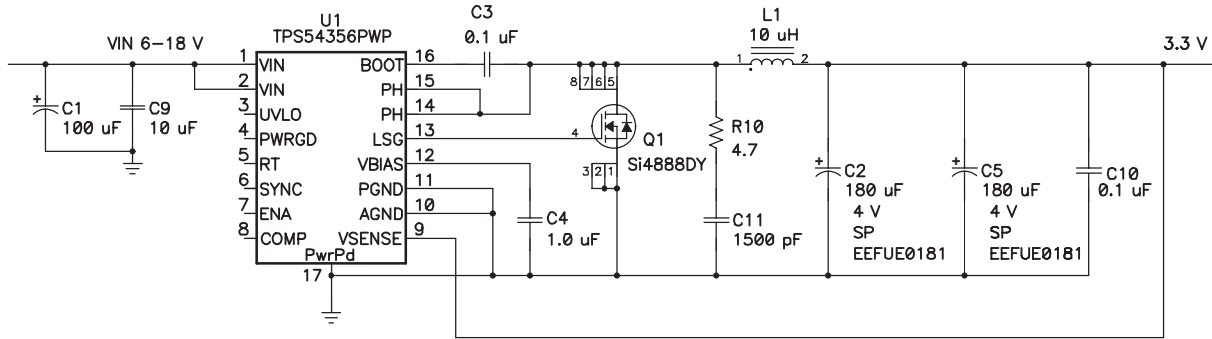 U1
TPS54356PWP
VIN 6–18 V
C3
0.1 uF
L1
10 uH
3.3 V
1 VIN
2 VIN
3 UVLO
4 PWRGD
5 RT
6 SYNC
7 ENA
8 COMP
BOOT 16
PH 15
PH 14
LSG 13
VBIAS 12
PGND 11
AGND 10
VSENSE 9
PwrPd
17
C1
100 uF
C9
10 uF
C4
1.0 uF
8 7 6 5
4
3 2 1
Q1
Si4888DY
R10
4.7
C11
1500 pF
1 2
C2
180 uF
4 V
SP
EEFUE0181
C5
180 uF
4 V
SP
EEFUE0181
C10
0.1 uF